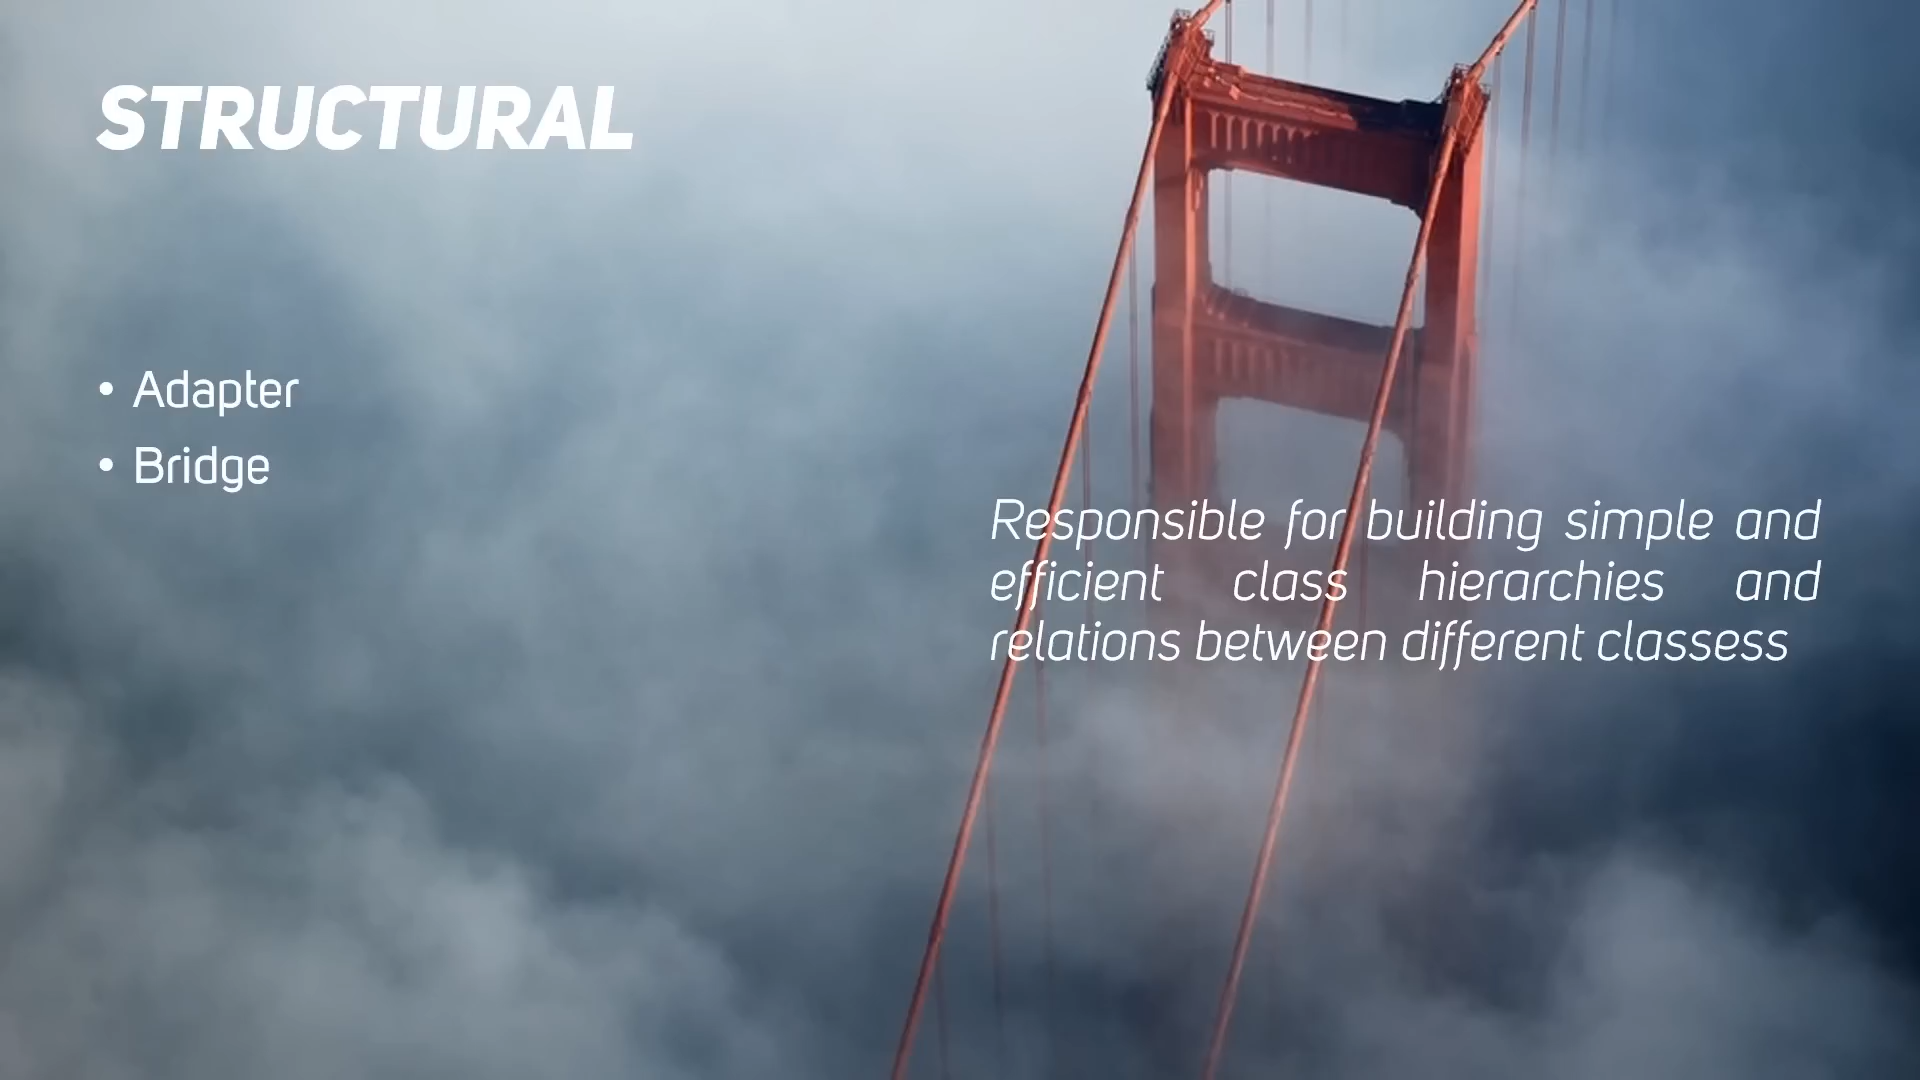 STRUCTURAL
• Adapter
• Bridge
Responsible for building simple and
efficient class hierarchies and
relations between different classess